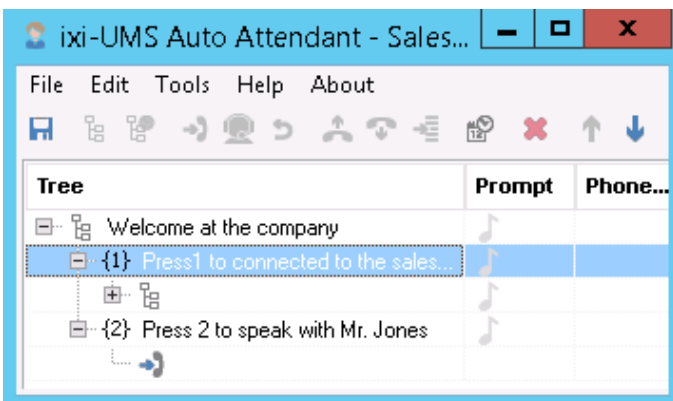 ixi-UMS Auto Attendant - Sales...
File Edit Tools Help About
12
Tree Prompt Phone...
Welcome at the company
{1} Press1 to connected to the sales...
{2} Press 2 to speak with Mr. Jones